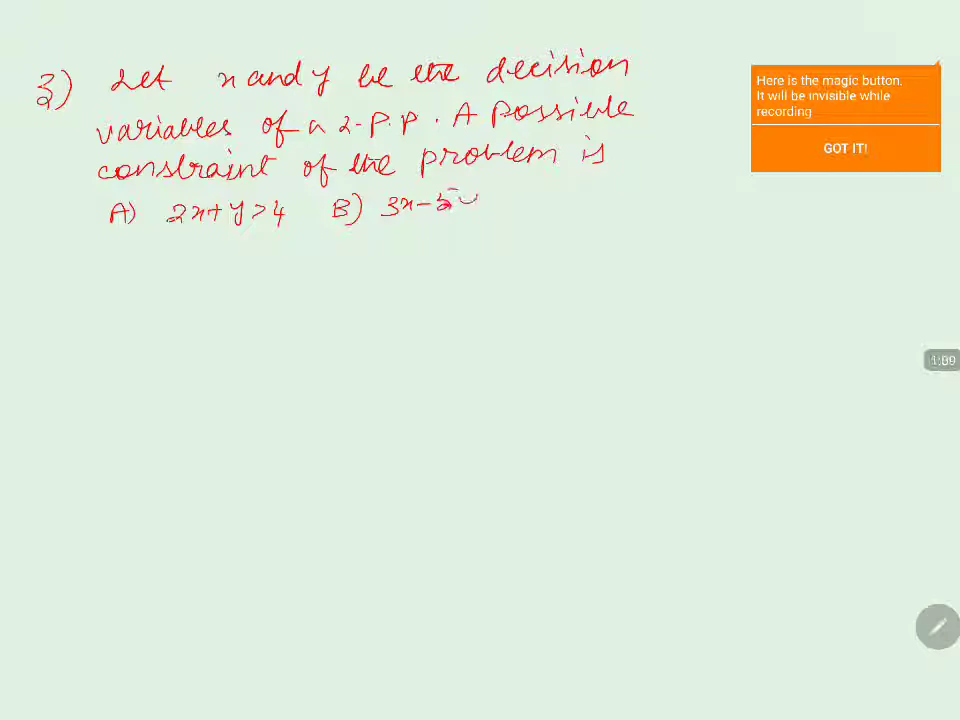 3) Let x and y be the decision
variables of a L.P.P. A possible
constraint of the problem is
A) 2x+y>4 B) 3x-
Here is the magic button.
It will be invisible while
recording
GOT IT!